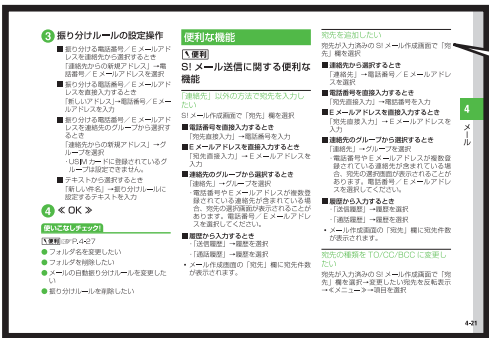 ③ 振り分けルールの設定操作
■ 振り分ける電話番号/Eメールアド
レスを連絡先から選択するとき
「連絡先からの新規アドレス」→電
話番号/Eメールアドレスを選択
■ 振り分ける電話番号/Eメールアド
レスを直接入力するとき
「新しいアドレス」→電話番号/Eメー
ルアドレスを入力
■ 振り分ける電話番号/Eメールアド
レスを連絡先のグループから選択す
るとき
「連絡先からの新規アドレス」→グ
ループを選択
・USIMカードに登録されているグ
ループは設定できません。
■ テキストから選択するとき
「新しい件名」→振り分けルールに
設定するテキストを入力
④ ≪ OK ≫
使いこなしチェック!
便利 P.4-27
● フォルダ名を変更したい
● フォルダを削除したい
● メールの自動振り分けルールを変更した
い
● 振り分けルールを削除したい
便利な機能
便利
S! メール送信に関する便利な
機能
「連絡先」以外の方法で宛先を入力し
たい
S!メール作成画面で「宛先」欄を選択
■ 電話番号を直接入力するとき
「宛先直接入力」→電話番号を入力
■ Eメールアドレスを直接入力するとき
「宛先直接入力」→Eメールアドレスを
入力
■ 連絡先のグループから選択するとき
「連絡先」→グループを選択
・電話番号やEメールアドレスが複数登
録されている連絡先が含まれている場
合、宛先の選択画面が表示されることが
あります。電話番号/Eメールアドレ
スを選択してください。
■ 履歴から入力するとき
・「送信履歴」→履歴を選択
・「通話履歴」→履歴を選択
・メール作成画面の「宛先」欄に宛先件数
が表示されます。
宛先を追加したい
宛先が入力済みのS!メール作成画面で「宛
先」欄を選択
■ 連絡先から選択するとき
「連絡先」→電話番号/Eメールアドレ
スを選択
■ 電話番号を直接入力するとき
「宛先直接入力」→電話番号を入力
■ Eメールアドレスを直接入力するとき
「宛先直接入力」→Eメールアドレスを
入力
■ 連絡先のグループから選択するとき
「連絡先」→グループを選択
・電話番号やEメールアドレスが複数登
録されている連絡先が含まれている場
合、宛先の選択画面が表示されることが
あります。電話番号/Eメールアドレ
スを選択してください。
■ 履歴から入力するとき
・「送信履歴」→履歴を選択
・「通話履歴」→履歴を選択
・メール作成画面の「宛先」欄に宛先件数
が表示されます。
宛先の種類をTO/CC/BCCに変更し
たい
宛先が入力済みのS!メール作成画面で「宛
先」欄を選択→変更したい宛先を反転表示
→≪メニュー≫→項目を選択
4
メール
4-21